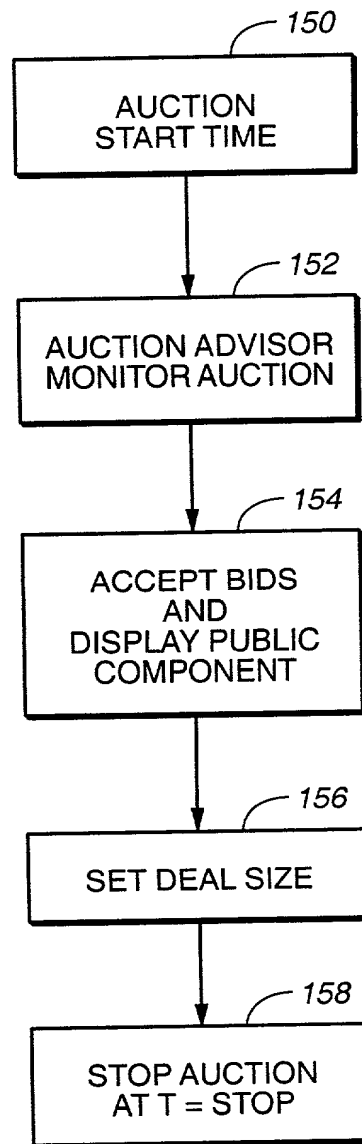 150
AUCTION
START TIME
152
AUCTION ADVISOR
MONITOR AUCTION
154
ACCEPT BIDS
AND
DISPLAY PUBLIC
COMPONENT
156
SET DEAL SIZE
158
STOP AUCTION
AT T = STOP